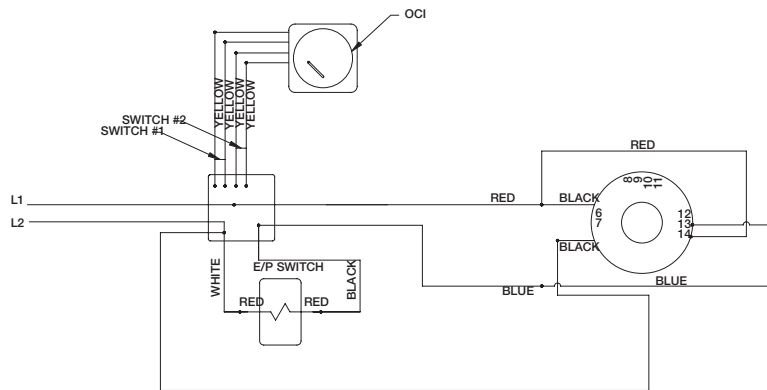 OCI
YELLOW
YELLOW
YELLOW
YELLOW
SWITCH #2
SWITCH #1
RED
8
9
10
11
L1
RED
BLACK
6
7
12
13
14
L2
BLACK
WHITE
E/P SWITCH
BLACK
RED
RED
BLUE
BLUE